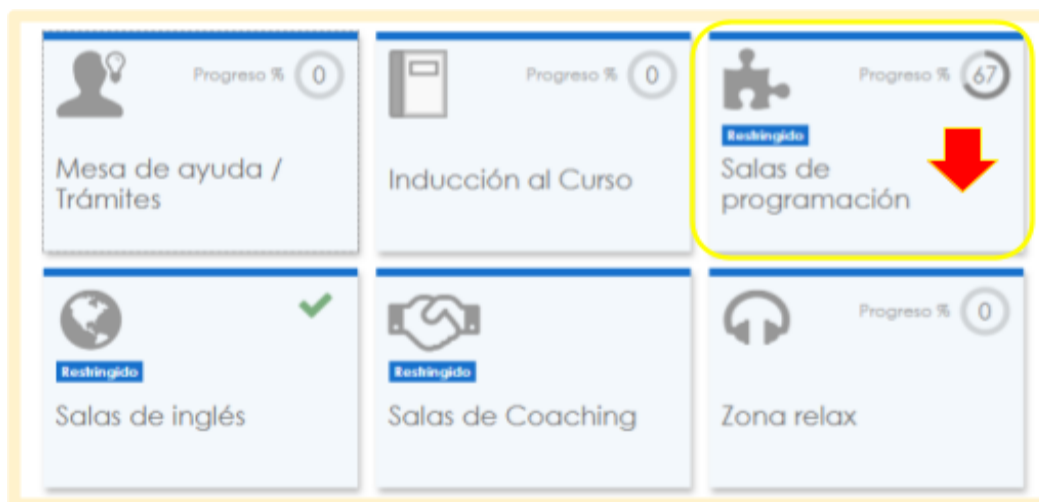 Progreso % 0
Mesa de ayuda /
Trámites
Progreso % 0
Inducción al Curso
Progreso % 67
Restringido
Salas de
programación
Restringido
Salas de inglés
Restringido
Salas de Coaching
Progreso % 0
Zona relax